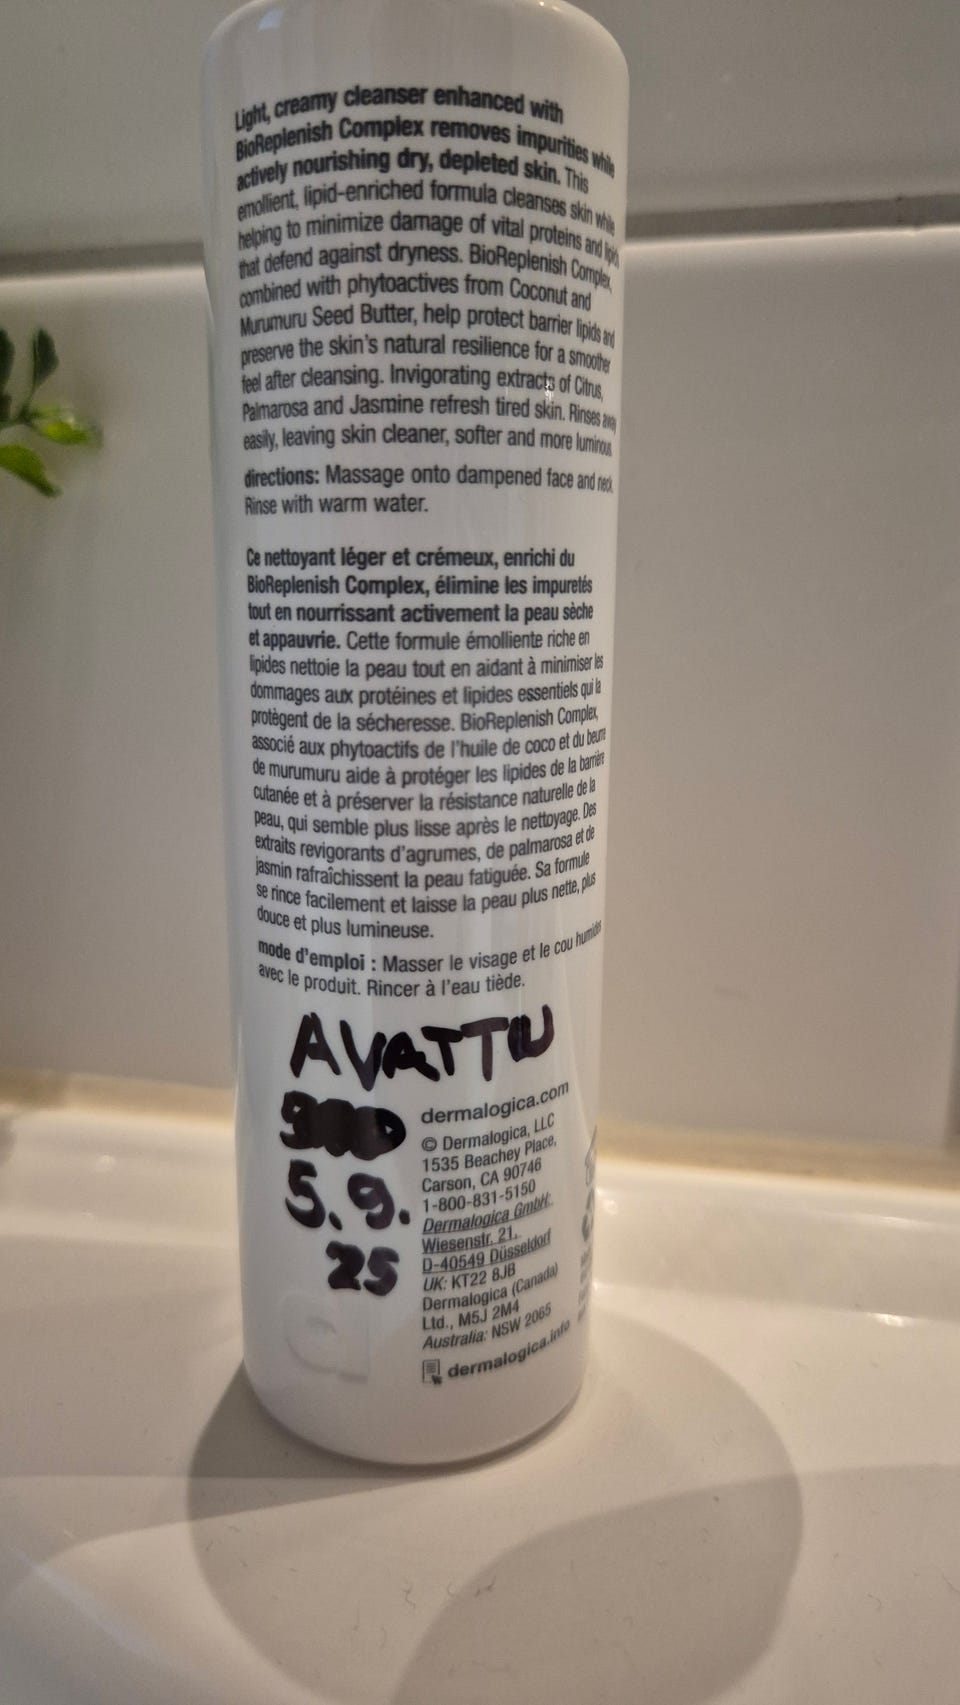 Light, creamy cleanser enhanced with
BioReplenish Complex removes impurities while
actively nourishing dry, depleted skin. This
emollient, lipid-enriched formula cleanses skin while
helping to minimize damage of vital proteins and lipids
that defend against dryness. BioReplenish Complex,
combined with phytoactives from Coconut and
Murumuru Seed Butter, help protect barrier lipids and
preserve the skin's natural resilience for a smoother
feel after cleansing. Invigorating extracts of Citrus,
Palmarosa and Jasmine refresh tired skin. Rinses away
easily, leaving skin cleaner, softer and more luminous.
directions: Massage onto dampened face and neck.
Rinse with warm water.
Ce nettoyant léger et crémeux, enrichi du
BioReplenish Complex, élimine les impuretés
tout en nourrissant activement la peau sèche
et appauvrie. Cette formule émolliente riche en
lipides nettoie la peau tout en aidant à minimiser les
dommages aux protéines et lipides essentiels qui la
protègent de la sécheresse. BioReplenish Complex,
associé aux phytoactifs de l'huile de coco et du beurre
de murumuru aide à protéger les lipides de la barrière
cutanée et à préserver la résistance naturelle de la
peau, qui semble plus lisse après le nettoyage. Des
extraits revigorants d'agrumes, de palmarosa et de
jasmin rafraîchissent la peau fatiguée. Sa formule
se rince facilement et laisse la peau plus nette, plus
douce et plus lumineuse.
mode d'emploi : Masser le visage et le cou humides
avec le produit. Rincer à l'eau tiède.
AVATTU
5.9.
25
dermalogica.com
© Dermalogica, LLC
1535 Beachey Place,
Carson, CA 90746
1-800-831-5150
Dermalogica GmbH:
Wiesenstr. 21,
D-40549 Düsseldorf
UK: KT22 8JB
Dermalogica (Canada)
Ltd., M5J 2M4
Australia: NSW 2065
dermalogica.info